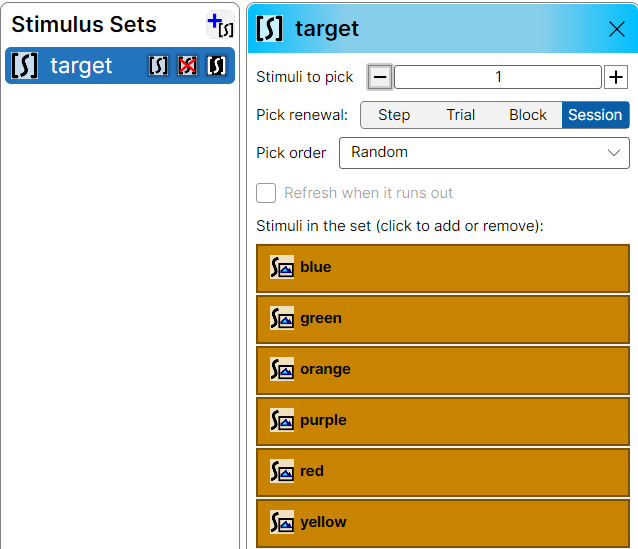 Stimulus Sets
target
target
Stimuli to pick 1
Pick renewal: Step Trial Block Session
Pick order Random
Refresh when it runs out
Stimuli in the set (click to add or remove):
blue
green
orange
purple
red
yellow